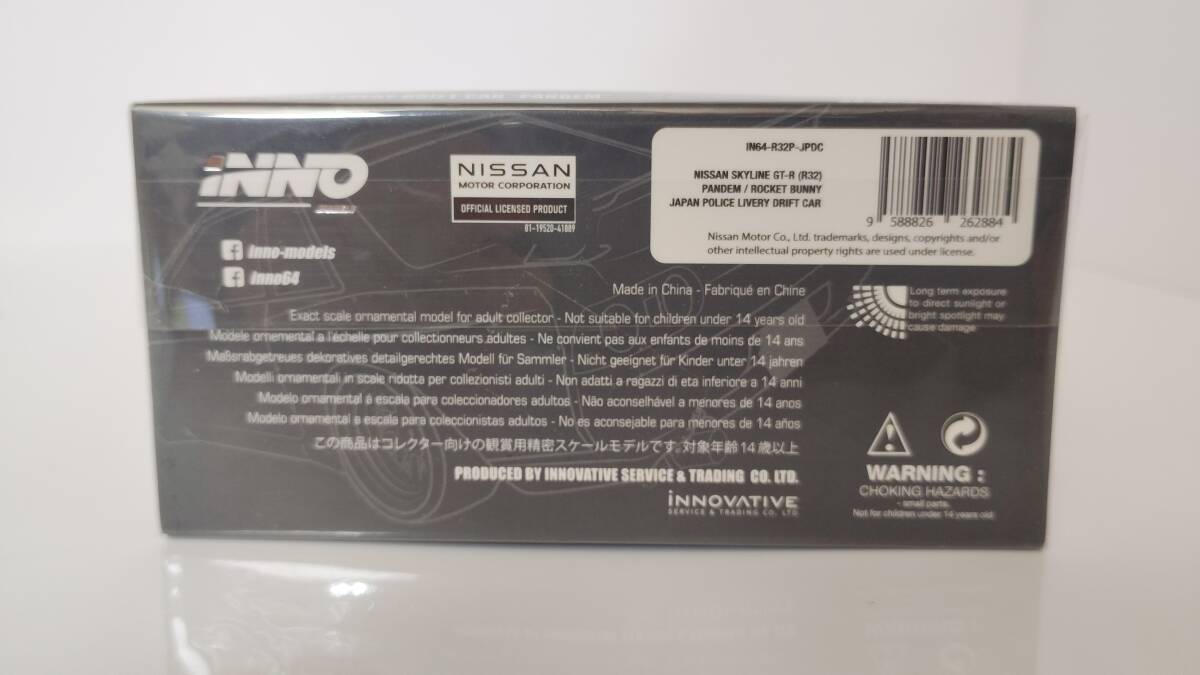 INNO
NISSAN
MOTOR CORPORATION
OFFICIAL LICENSED PRODUCT
01-19520-41889
inno-models
inno64
IN64-R32P-JPDC
NISSAN SKYLINE GT-R (R32)
PANDEM / ROCKET BUNNY
JAPAN POLICE LIVERY DRIFT CAR
9 588826 262884
Nissan Motor Co., Ltd. trademarks, designs, copyrights and/or
other intellectual property rights are used under license.
Made in China - Fabriqué en Chine
Long term exposure
to direct sunlight or
bright spotlight may
cause damage
Exact scale ornamental model for adult collector - Not suitable for children under 14 years old
Modele ornemental a l'échelle pour collectionneurs adultes - Ne convient pas aux enfants de moins de 14 ans
Maßsrabgetreues dekoratives detailgerechtes Modell für Sammler - Nicht geeignet für Kinder unter 14 jahren
Modelli ornamentali in scale ridotta per collezionisti adulti - Non adatti a ragazzi di eta inferiore a 14 anni
Modelo ornamental á escala para coleccionadores adultos - Não aconselhável a menores de 14 anos
Modelo ornamental a escala para coleccionistas adultos - No es aconsejable para menores de 14 años
この商品はコレクター向けの観賞用精密スケールモデルです。対象年齢14歳以上
PRODUCED BY INNOVATIVE SERVICE & TRADING CO. LTD.
INNOVATIVE
SERVICE & TRADING CO. LTD
WARNING :
CHOKING HAZARDS
- small parts.
Not for children under 14 years old